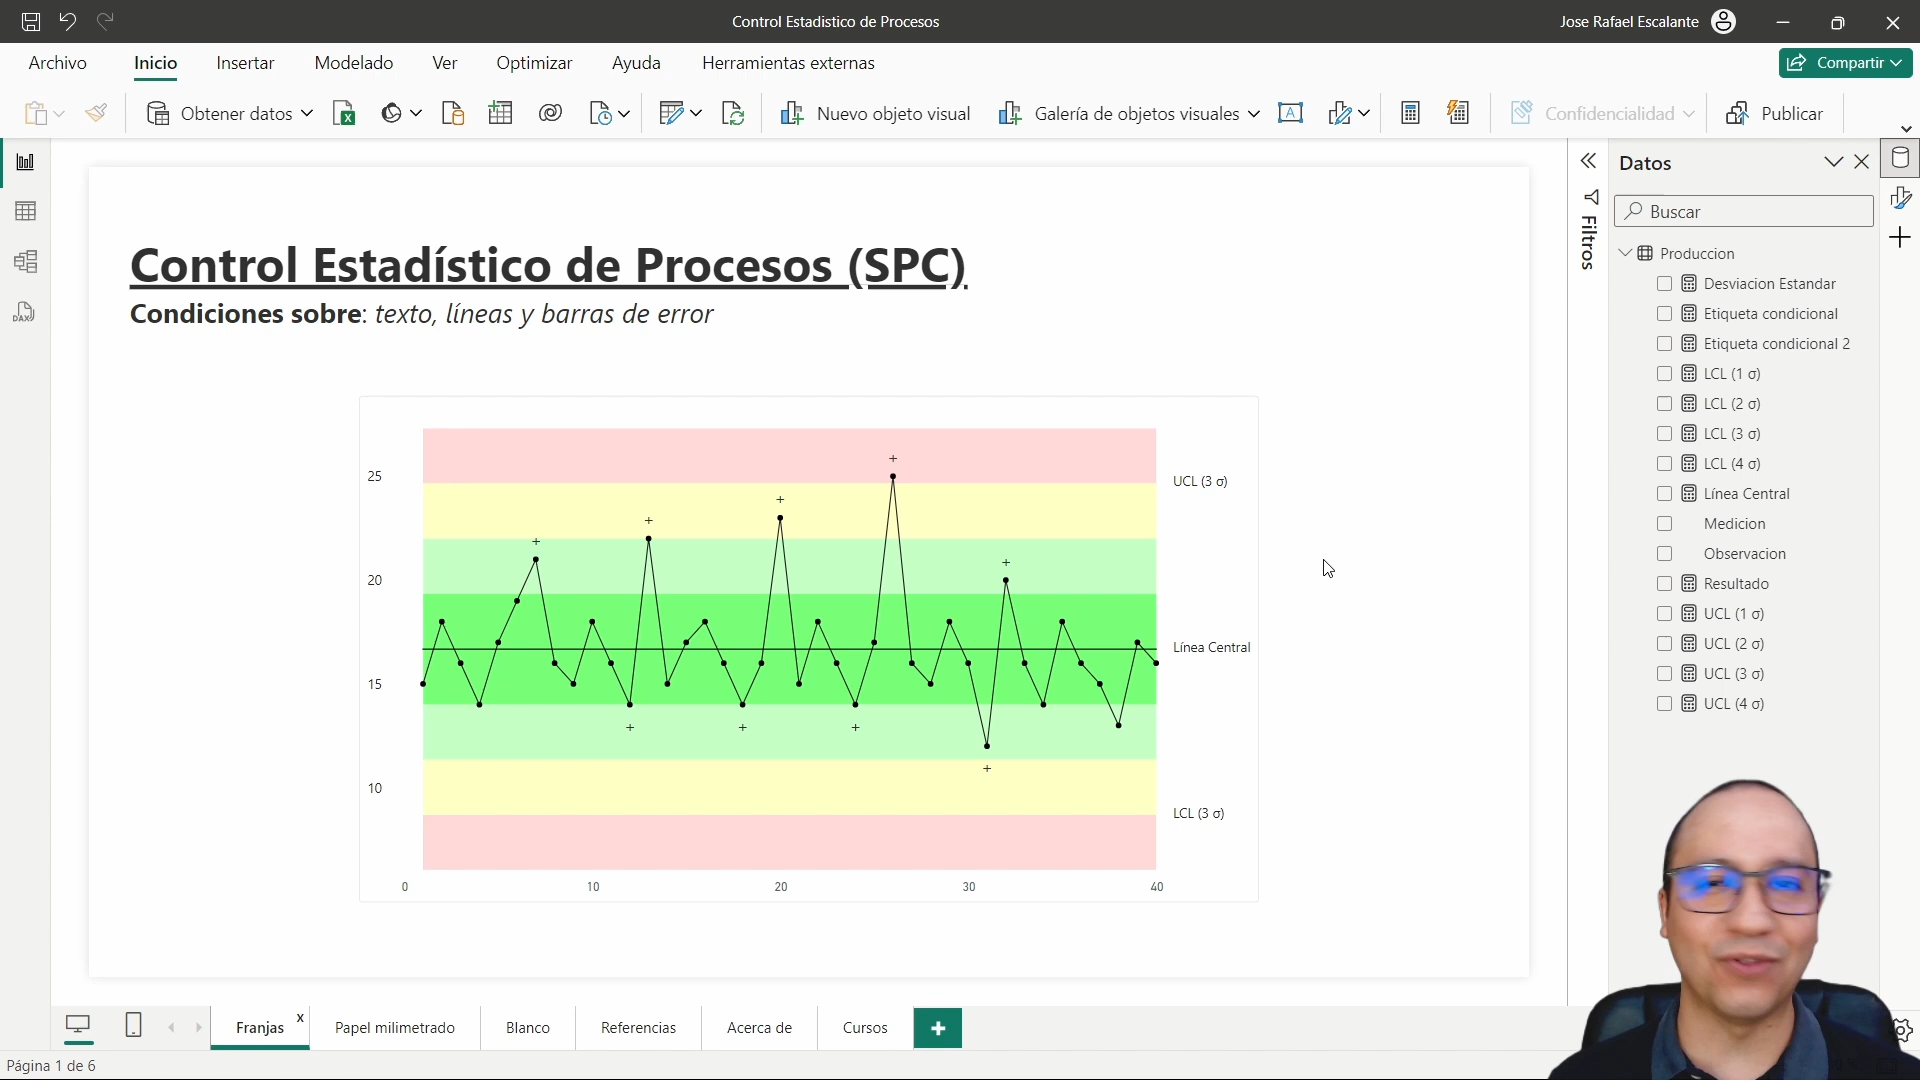 Control Estadistico de Procesos
Jose Rafael Escalante
Archivo
Inicio
Insertar
Modelado
Ver
Optimizar
Ayuda
Herramientas externas
Compartir
Obtener datos
Nuevo objeto visual
Galería de objetos visuales
Confidencialidad
Publicar
DAX
Control Estadístico de Procesos (SPC)
Condiciones sobre: texto, líneas y barras de error
25
20
15
10
UCL (3 σ)
Línea Central
LCL (3 σ)
0
10
20
30
40
Filtros
Datos
Buscar
Produccion
Desviacion Estandar
Etiqueta condicional
Etiqueta condicional 2
LCL (1 σ)
LCL (2 σ)
LCL (3 σ)
LCL (4 σ)
Línea Central
Medicion
Observacion
Resultado
UCL (1 σ)
UCL (2 σ)
UCL (3 σ)
UCL (4 σ)
Franjas
x
Papel milimetrado
Blanco
Referencias
Acerca de
Cursos
Página 1 de 6